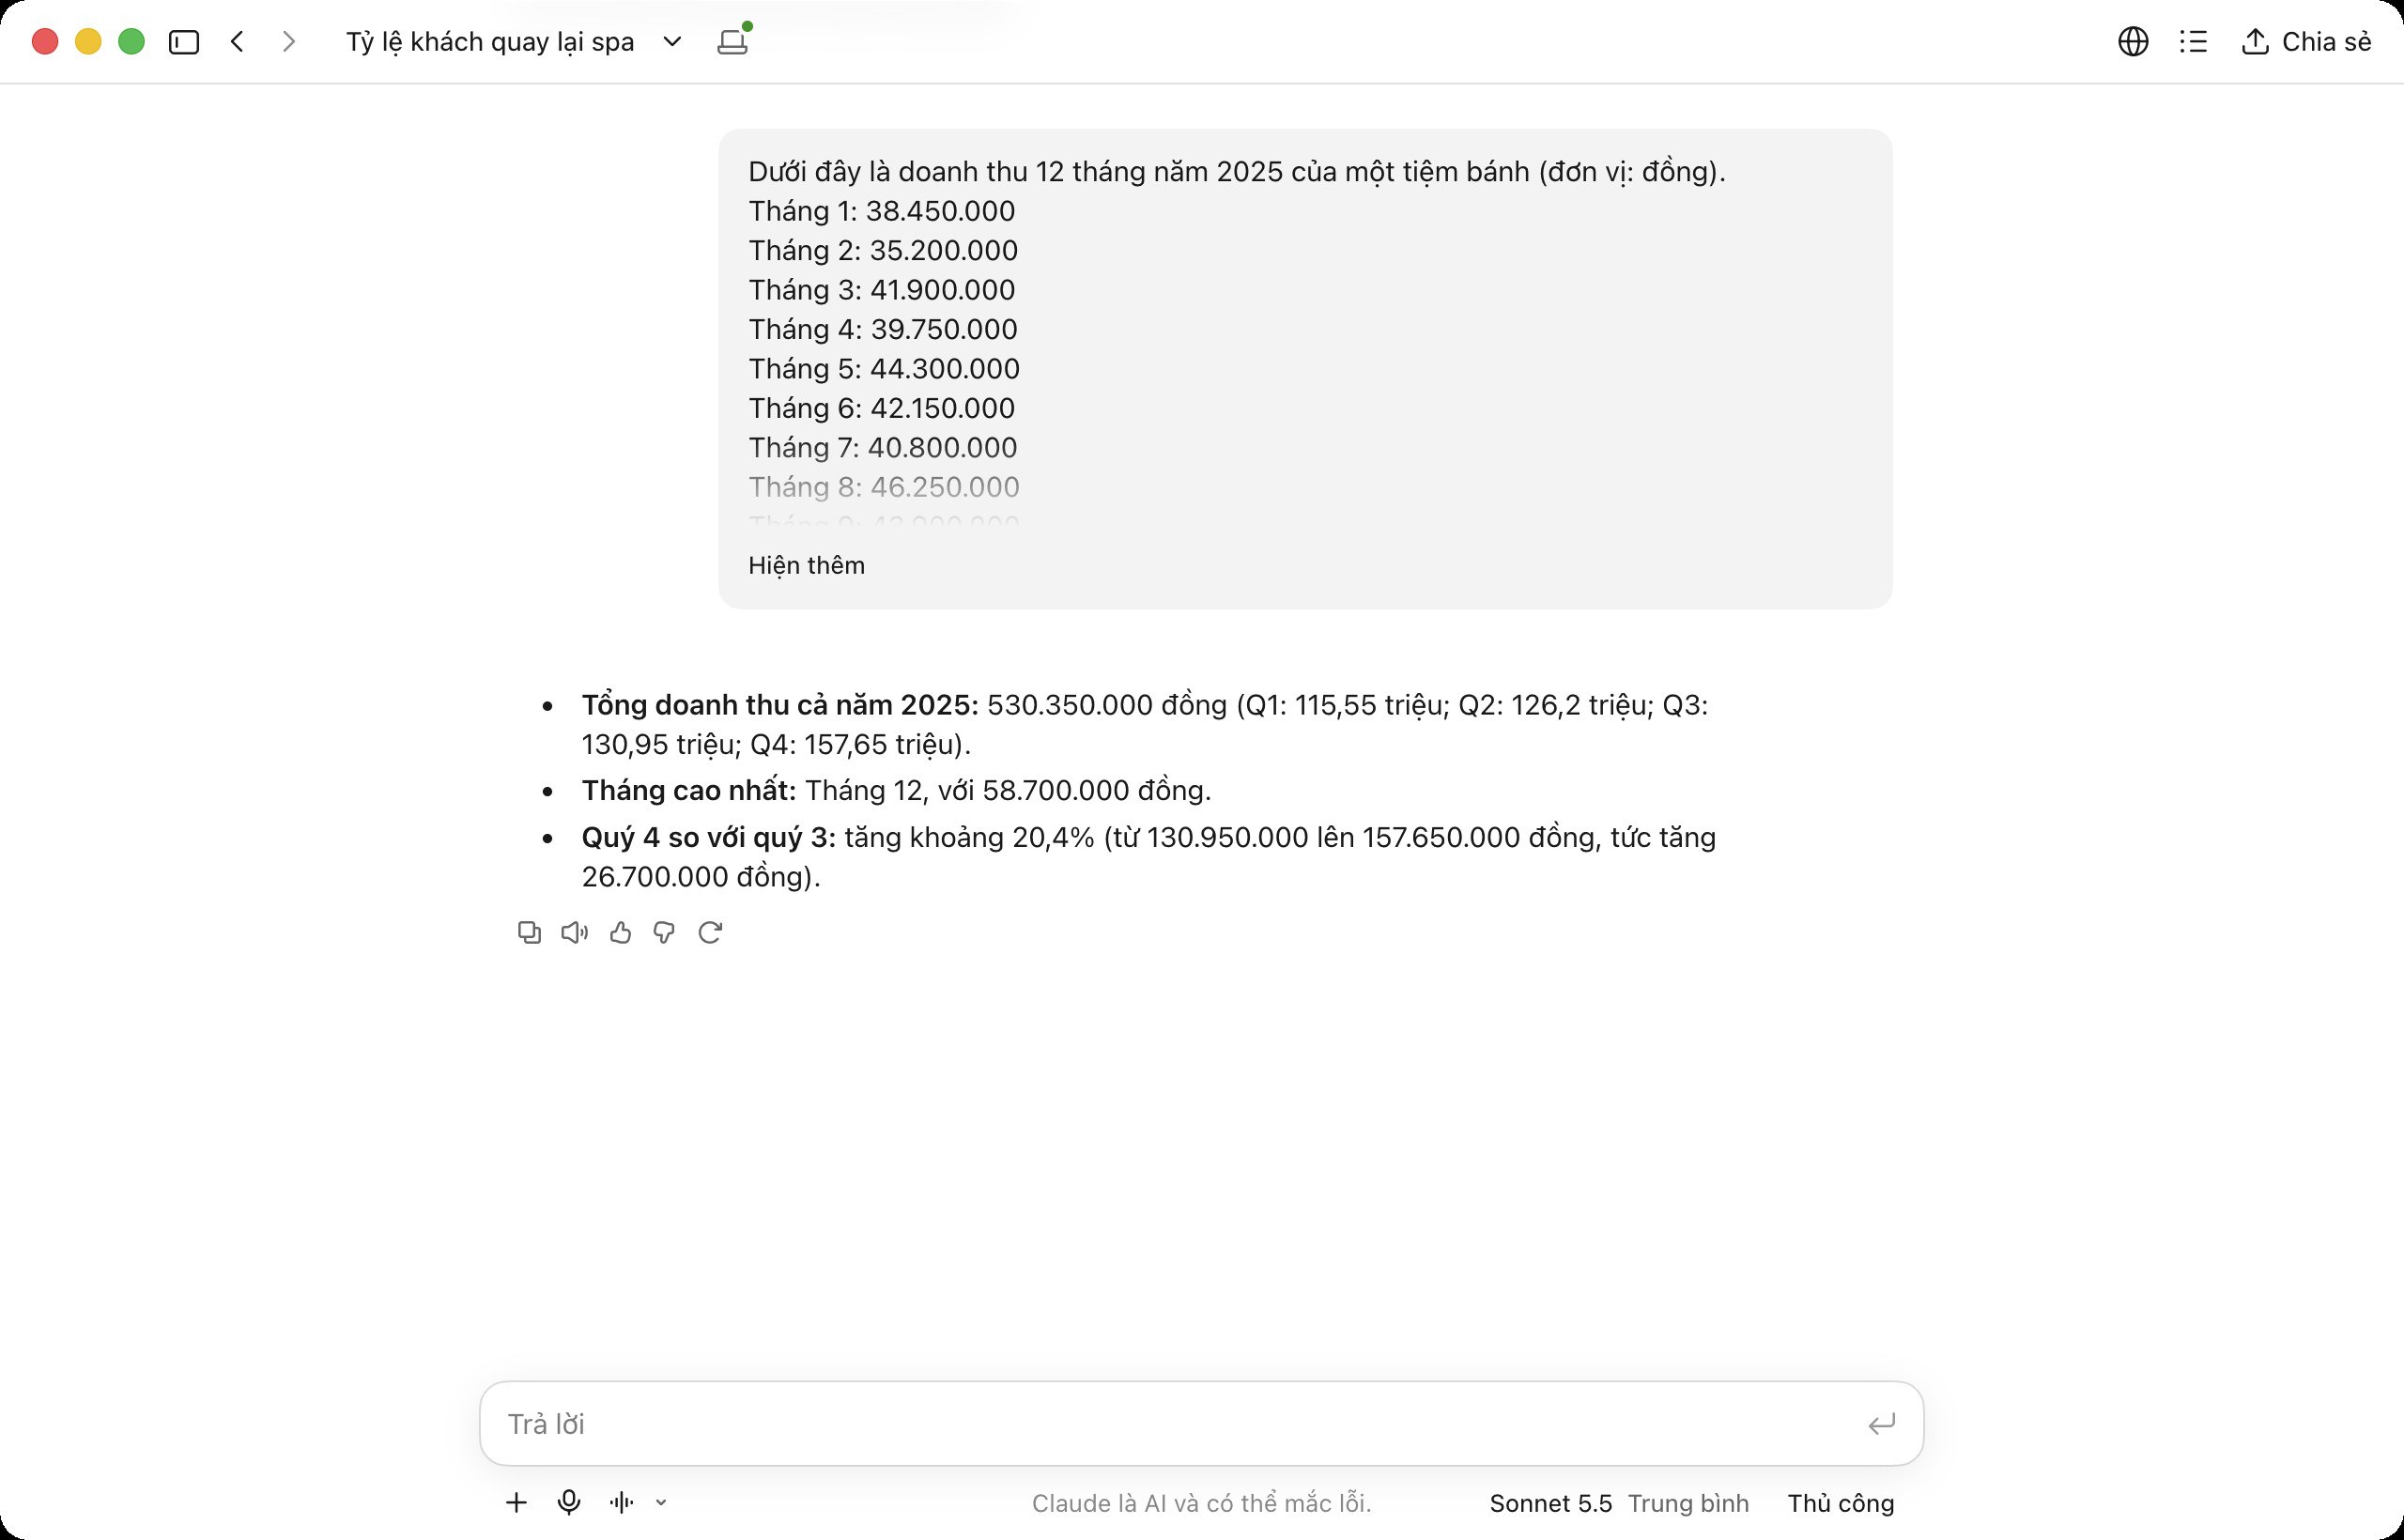 Tỷ lệ khách quay lại spa
Chia sẻ
Dưới đây là doanh thu 12 tháng năm 2025 của một tiệm bánh (đơn vị: đồng).
Tháng 1: 38.450.000
Tháng 2: 35.200.000
Tháng 3: 41.900.000
Tháng 4: 39.750.000
Tháng 5: 44.300.000
Tháng 6: 42.150.000
Tháng 7: 40.800.000
Tháng 8: 46.250.000
Hiện thêm
Tổng doanh thu cả năm 2025: 530.350.000 đồng (Q1: 115,55 triệu; Q2: 126,2 triệu; Q3:
130,95 triệu; Q4: 157,65 triệu).
Tháng cao nhất: Tháng 12, với 58.700.000 đồng.
Quý 4 so với quý 3: tăng khoảng 20,4% (từ 130.950.000 lên 157.650.000 đồng, tức tăng
26.700.000 đồng).
Trả lời
Claude là AI và có thể mắc lỗi.
Sonnet 5.5 Trung bình
Thủ công